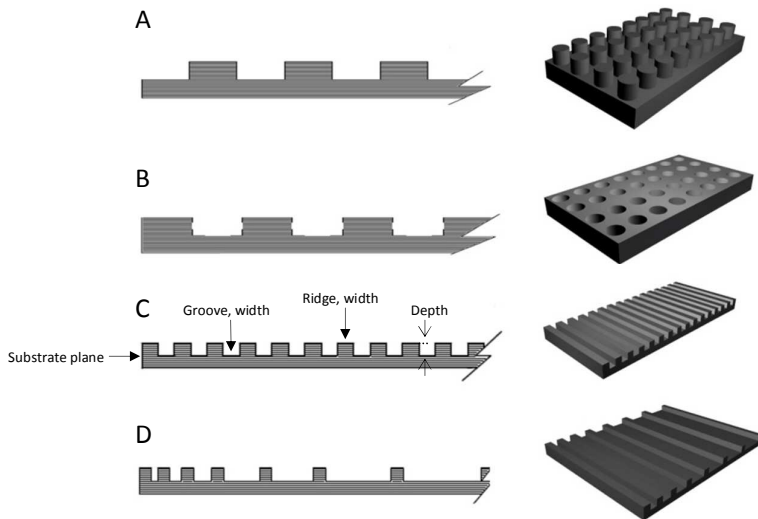 A
B
C
Groove, width
Ridge, width
Depth
Substrate plane
D